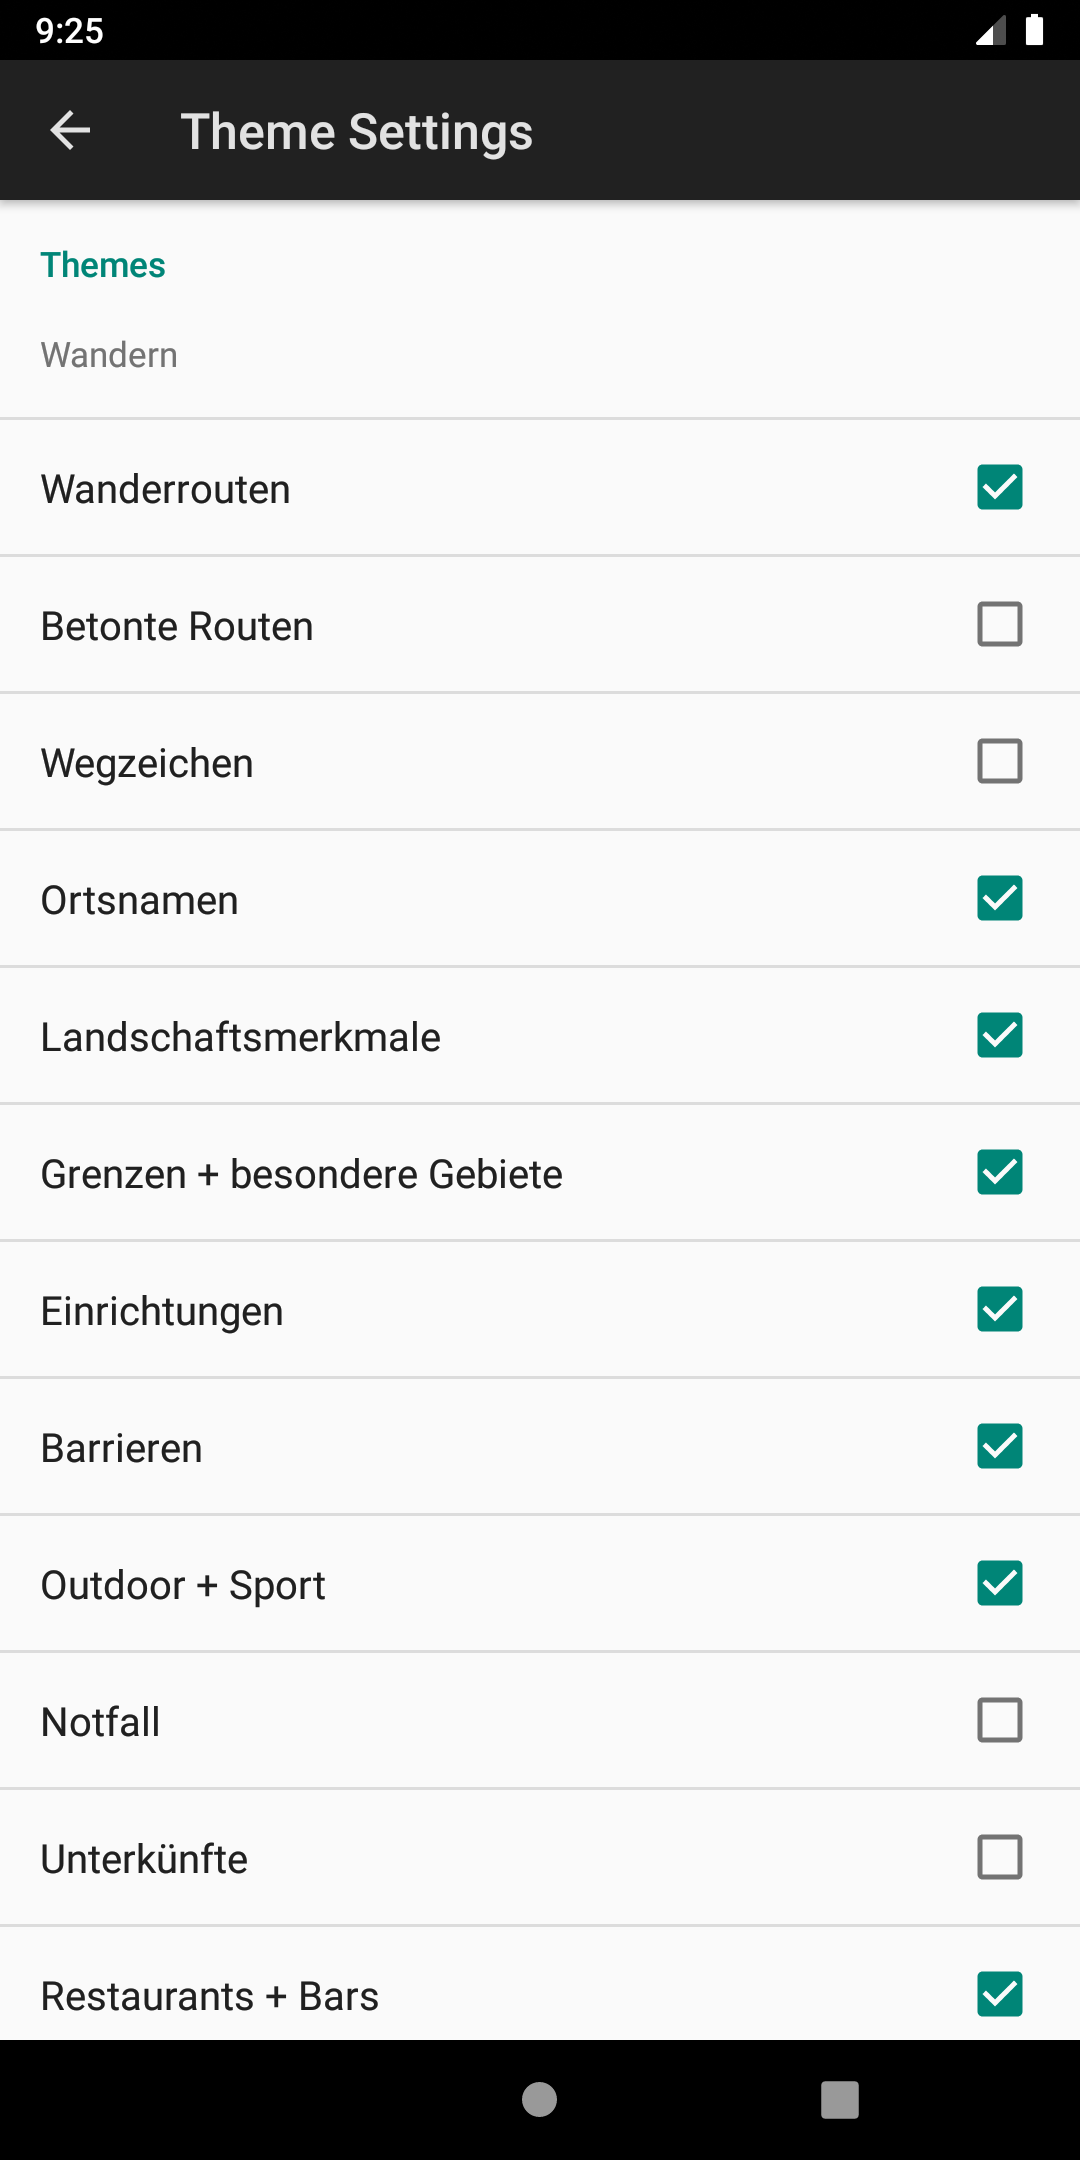 9:25
Theme Settings
Themes
Wandern
Wanderrouten
Betonte Routen
Wegzeichen
Ortsnamen
Landschaftsmerkmale
Grenzen + besondere Gebiete
Einrichtungen
Barrieren
Outdoor + Sport
Notfall
Unterkünfte
Restaurants + Bars